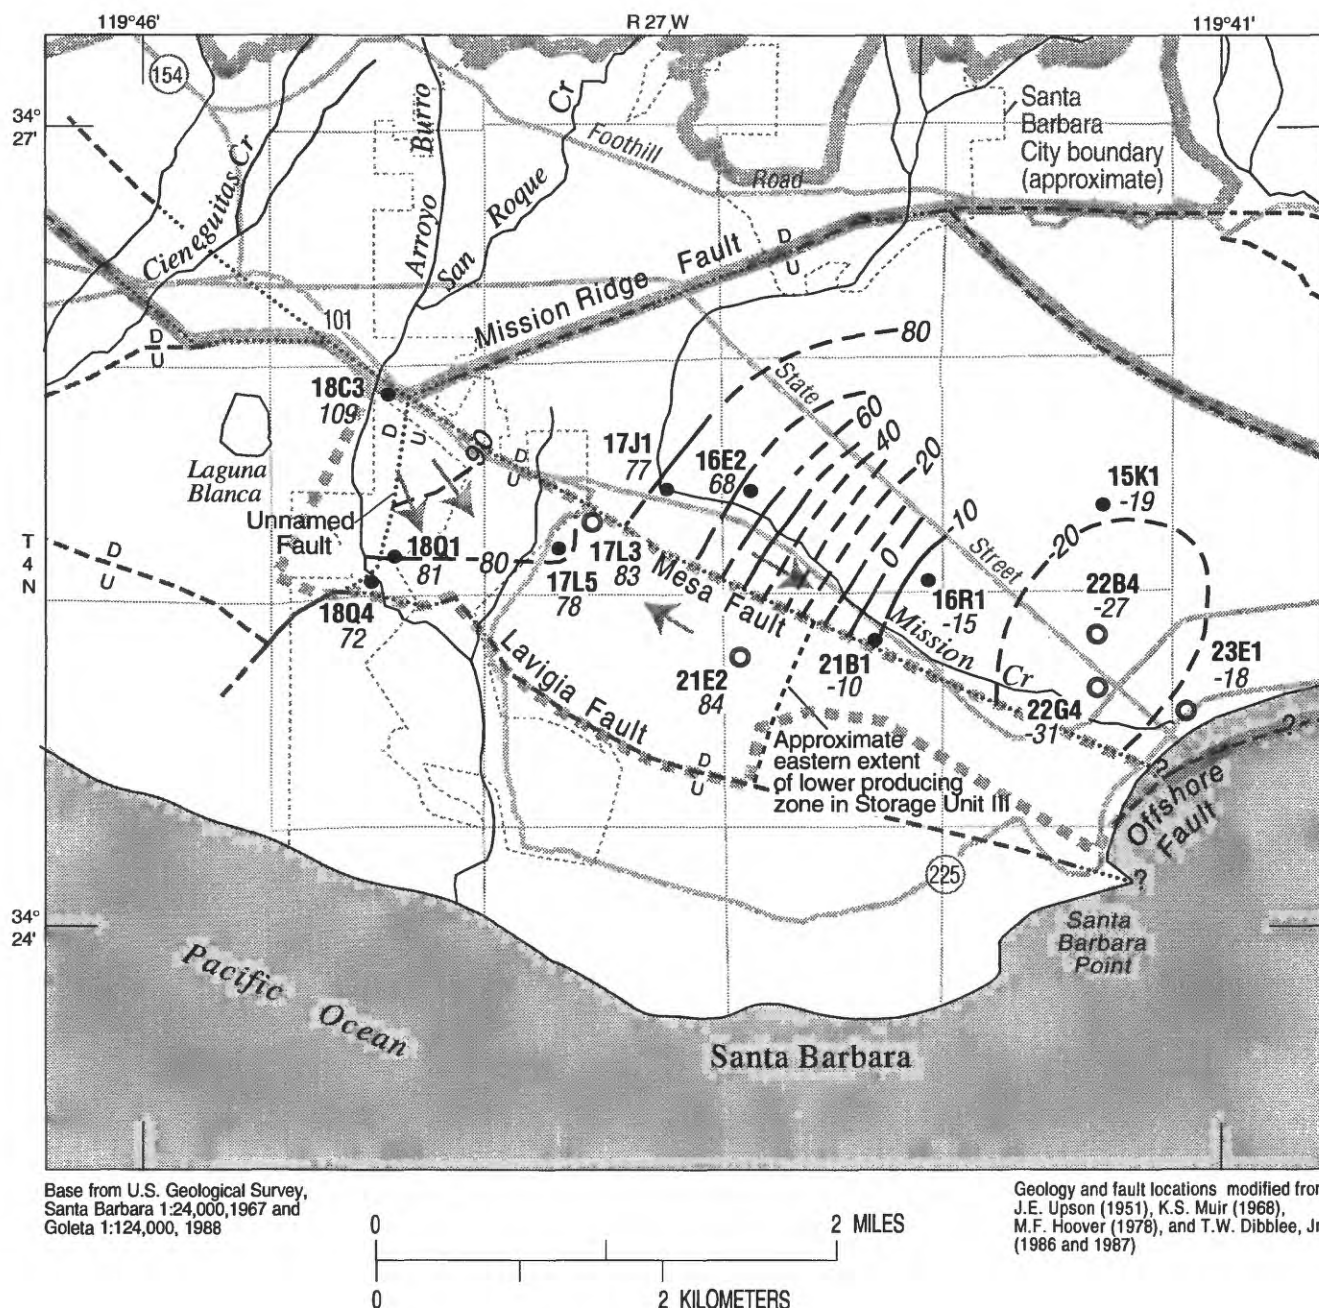 119°46'
R 27 W
119°41'
154
34°
27'
Cieneguitas Cr
Arroyo Burro
San Roque Cr
Foothill Road
Santa
Barbara
City boundary
(approximate)
Mission Ridge Fault
D
U
101
D
U
80
60
40
20
0
-10
-20
State Street
18C3
109
D
U
90
Laguna
Blanca
Unnamed
Fault
D
U
17J1
77
16E2
68
15K1
-19
T
4
N
D
U
18Q1
81
80
17L3
83
17L5
78
Mesa Fault
18Q4
72
16R1
-15
22B4
-27
Mission Cr
21B1
-10
23E1
-18
Lavigia Fault
21E2
84
22G4
-31
D
U
Approximate
eastern extent
of lower producing
zone in Storage Unit III
?
?
Offshore
Fault
225
?
34°
24'
Santa
Barbara
Point
Pacific Ocean
Santa Barbara
Base from U.S. Geological Survey,
Santa Barbara 1:24,000,1967 and
Goleta 1:124,000, 1988
0
2 MILES
0
2 KILOMETERS
Geology and fault locations modified from
J.E. Upson (1951), K.S. Muir (1968),
M.F. Hoover (1978), and T.W. Dibblee, Jr
(1986 and 1987)